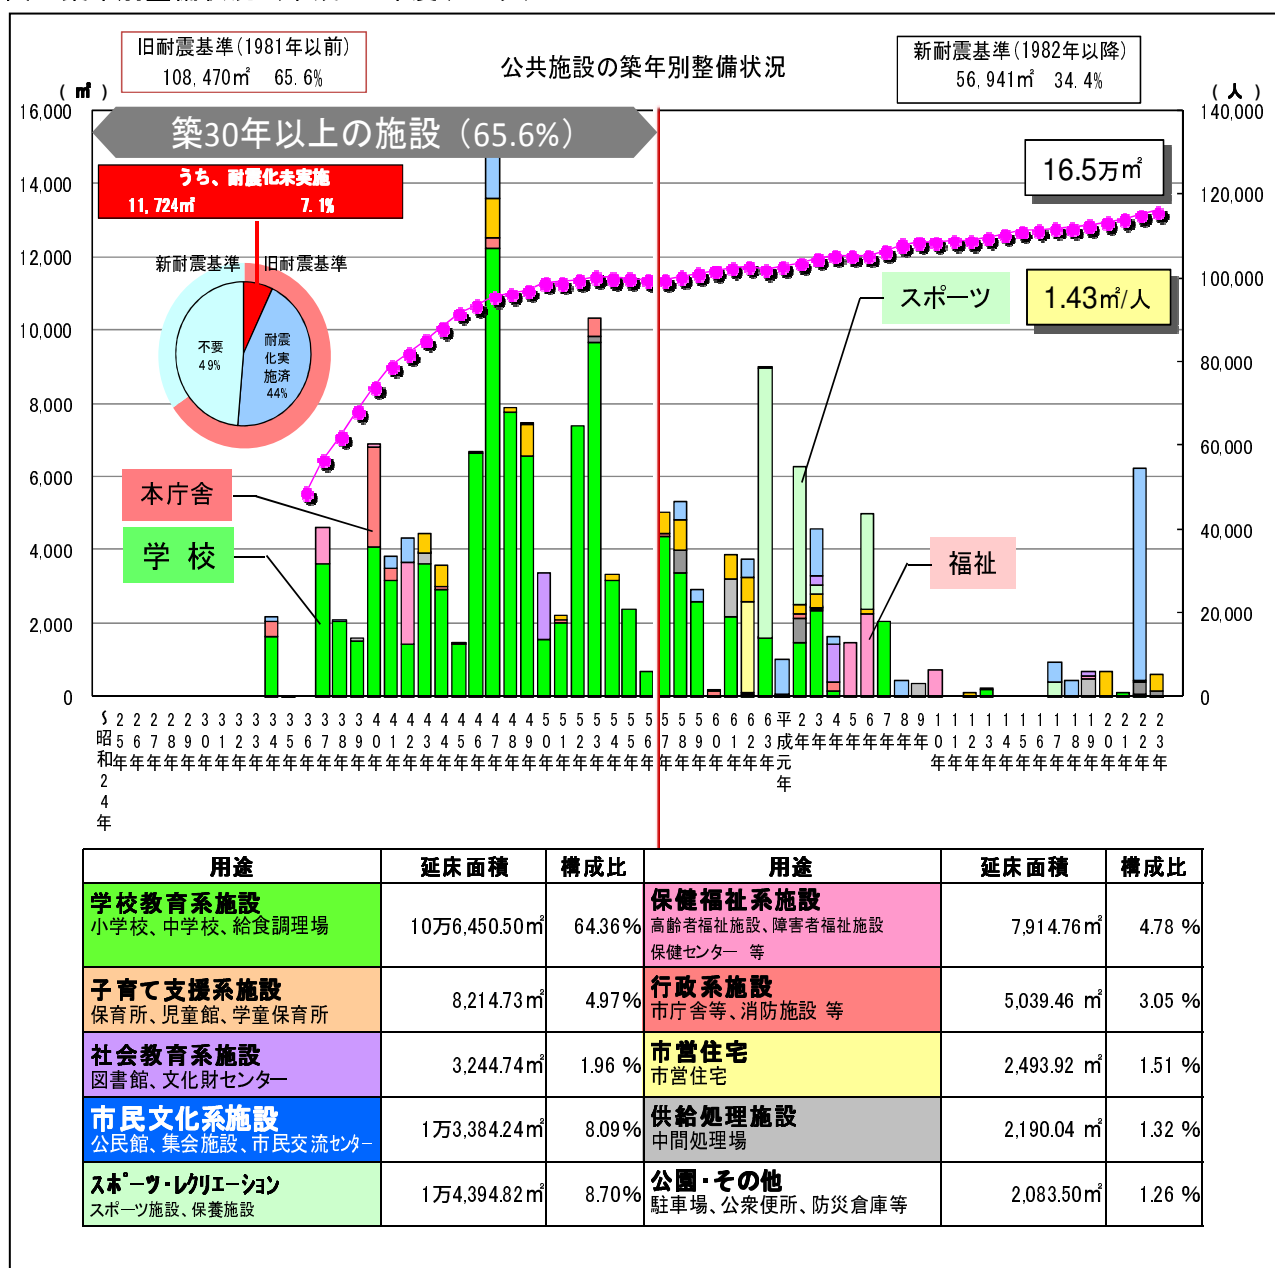 旧耐震基準(1981年以前)
108,470㎡ 65.6%
公共施設の築年別整備状況
新耐震基準(1982年以降)
56,941㎡ 34.4%
(㎡)
(人)
16,000
14,000
12,000
10,000
8,000
6,000
4,000
2,000
0
140,000
120,000
100,000
80,000
60,000
40,000
20,000
0
築30年以上の施設(65.6%)
うち、耐震化未実施
11,724㎡ 7.1%
新耐震基準
旧耐震基準
不要
49%
耐震
化実
施済
44%
16.5万㎡
1.43㎡/人
スポーツ
本庁舎
学 校
福祉
~昭和24年
25年
26年
27年
28年
29年
30年
31年
32年
33年
34年
35年
36年
37年
38年
39年
40年
41年
42年
43年
44年
45年
46年
47年
48年
49年
50年
51年
52年
53年
54年
55年
56年
57年
58年
59年
60年
61年
62年
63年
平成元年
2年
3年
4年
5年
6年
7年
8年
9年
10年
11年
12年
13年
14年
15年
16年
17年
18年
19年
20年
21年
22年
23年
用途 延床面積 構成比 用途 延床面積 構成比
学校教育系施設
小学校、中学校、給食調理場
10万6,450.50㎡ 64.36%
保健福祉系施設
高齢者福祉施設、障害者福祉施設
保健センター 等
7,914.76㎡ 4.78 %
子育て支援系施設
保育所、児童館、学童保育所
8,214.73㎡ 4.97%
行政系施設
市庁舎等、消防施設 等
5,039.46 ㎡ 3.05 %
社会教育系施設
図書館、文化財センター
3,244.74㎡ 1.96 %
市営住宅
市営住宅
2,493.92 ㎡ 1.51 %
市民文化系施設
公民館、集会施設、市民交流センター
1万3,384.24㎡ 8.09%
供給処理施設
中間処理場
2,190.04 ㎡ 1.32 %
スポーツ・レクリエーション
スポーツ施設、保養施設
1万4,394.82㎡ 8.70%
公園・その他
駐車場、公衆便所、防災倉庫等
2,083.50㎡ 1.26 %